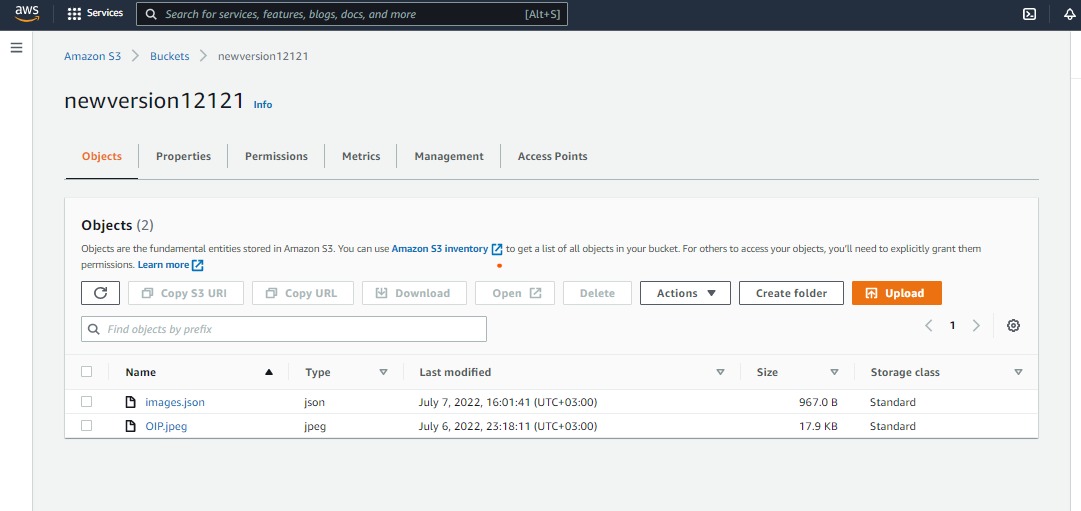 aws Services Search for services, features, blogs, docs, and more [Alt+S]
Amazon S3 Buckets newversion12121
newversion12121 Info
Objects Properties Permissions Metrics Management Access Points
Objects (2)
Objects are the fundamental entities stored in Amazon S3. You can use Amazon S3 inventory to get a list of all objects in your bucket. For others to access your objects, you'll need to explicitly grant them
permissions. Learn more
Copy S3 URI Copy URL Download Open Delete Actions Create folder Upload
Find objects by prefix 1
Name Type Last modified Size Storage class
images.json json July 7, 2022, 16:01:41 (UTC+03:00) 967.0 B Standard
OIP.jpeg jpeg July 6, 2022, 23:18:11 (UTC+03:00) 17.9 KB Standard